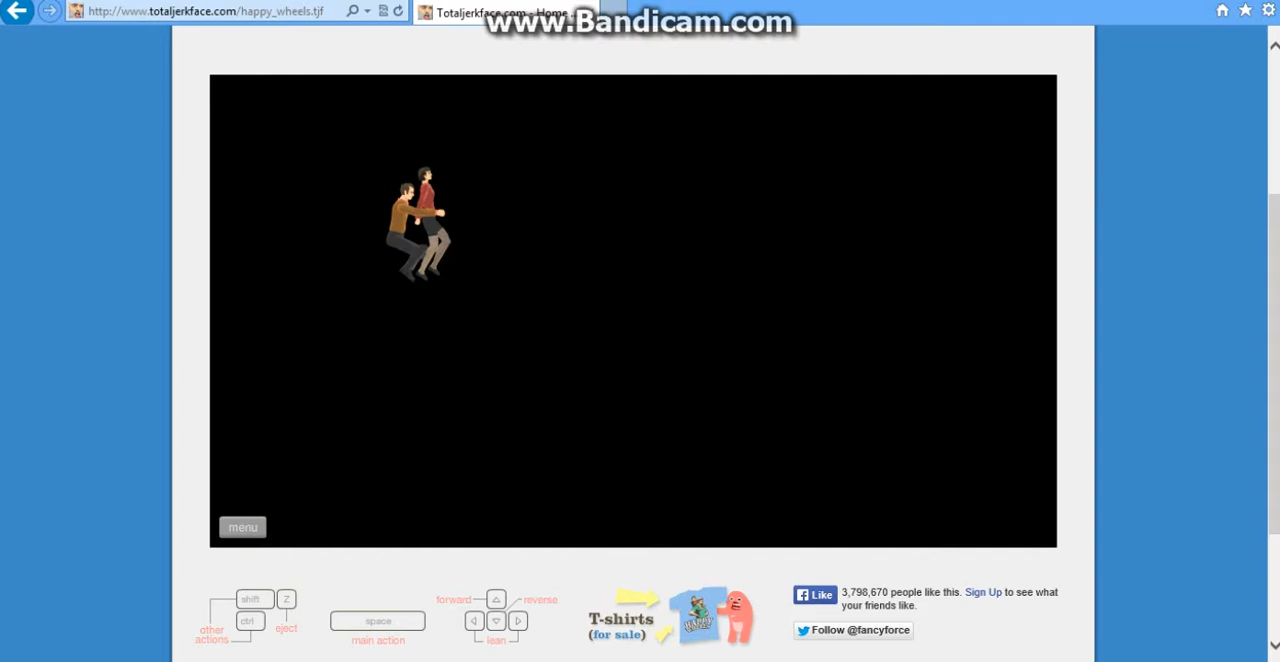 http://www.totaljerkface.com/happy_wheels.tjf
Totaljerkface.com - Home
www.Bandicam.com
menu
shift
Z
ctrl
other actions
eject
space
main action
forward
reverse
lean
T-shirts
(for sale)
HAPPY
Like
3,798,670 people like this. Sign Up to see what
your friends like.
Follow @fancyforce